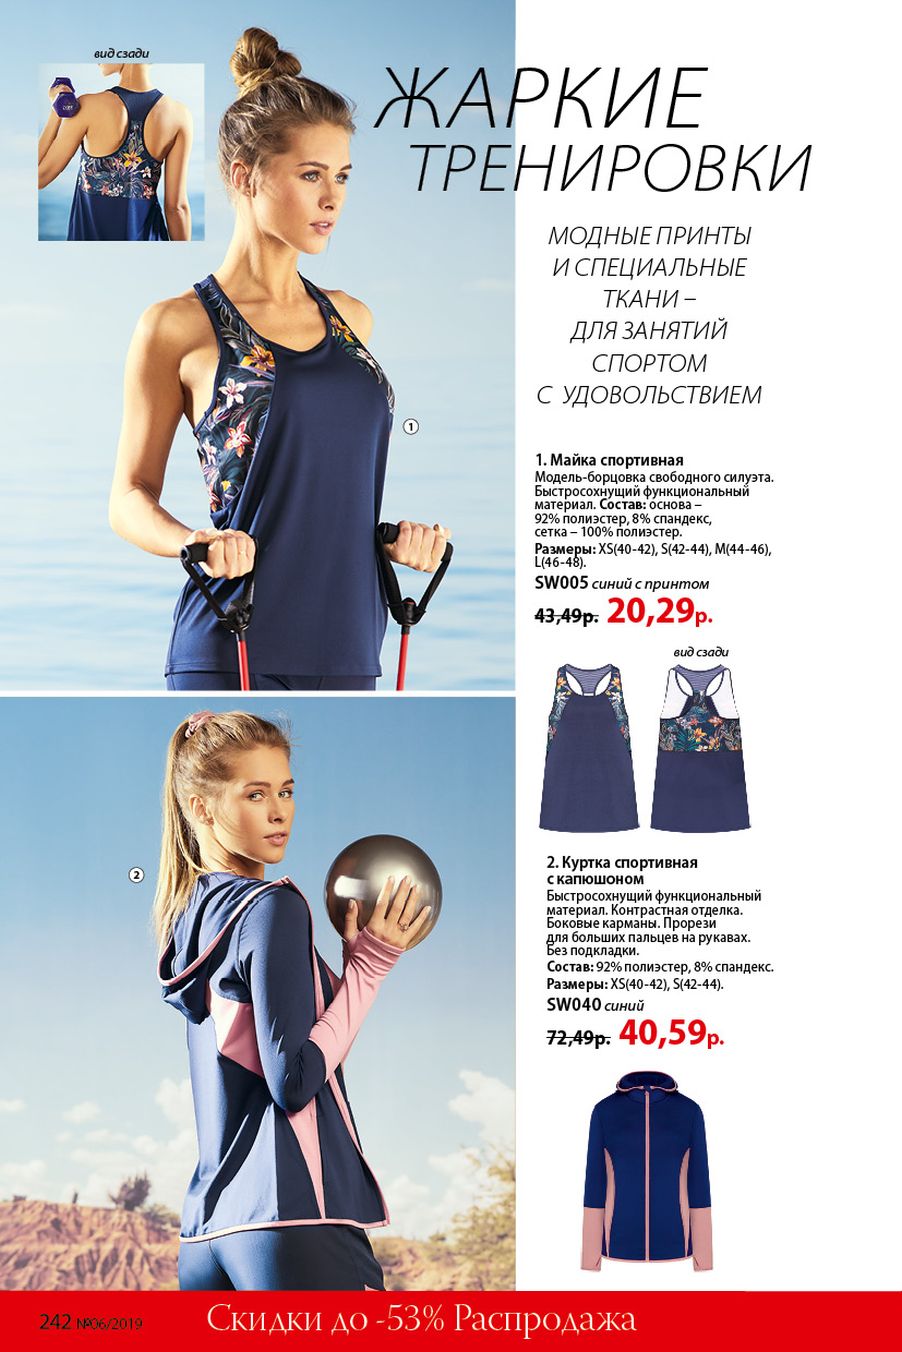 вид сзади
ЖАРКИЕ
ТРЕНИРОВКИ
МОДНЫЕ ПРИНТЫ
И СПЕЦИАЛЬНЫЕ
ТКАНИ –
ДЛЯ ЗАНЯТИЙ
СПОРТОМ
С УДОВОЛЬСТВИЕМ
1
1. Майка спортивная
Модель-борцовка свободного силуэта.
Быстросохнущий функциональный
материал. Состав: основа –
92% полиэстер, 8% спандекс,
сетка – 100% полиэстер.
Размеры: XS(40-42), S(42-44), M(44-46),
L(46-48).
SW005 синий с принтом
43,49р. 20,29р.
вид сзади
2
2. Куртка спортивная
с капюшоном
Быстросохнущий функциональный
материал. Контрастная отделка.
Боковые карманы. Прорези
для больших пальцев на рукавах.
Без подкладки.
Состав: 92% полиэстер, 8% спандекс.
Размеры: XS(40-42), S(42-44).
SW040 синий
72,49р. 40,59р.
242 №06/2019
Скидки до -53% Распродажа